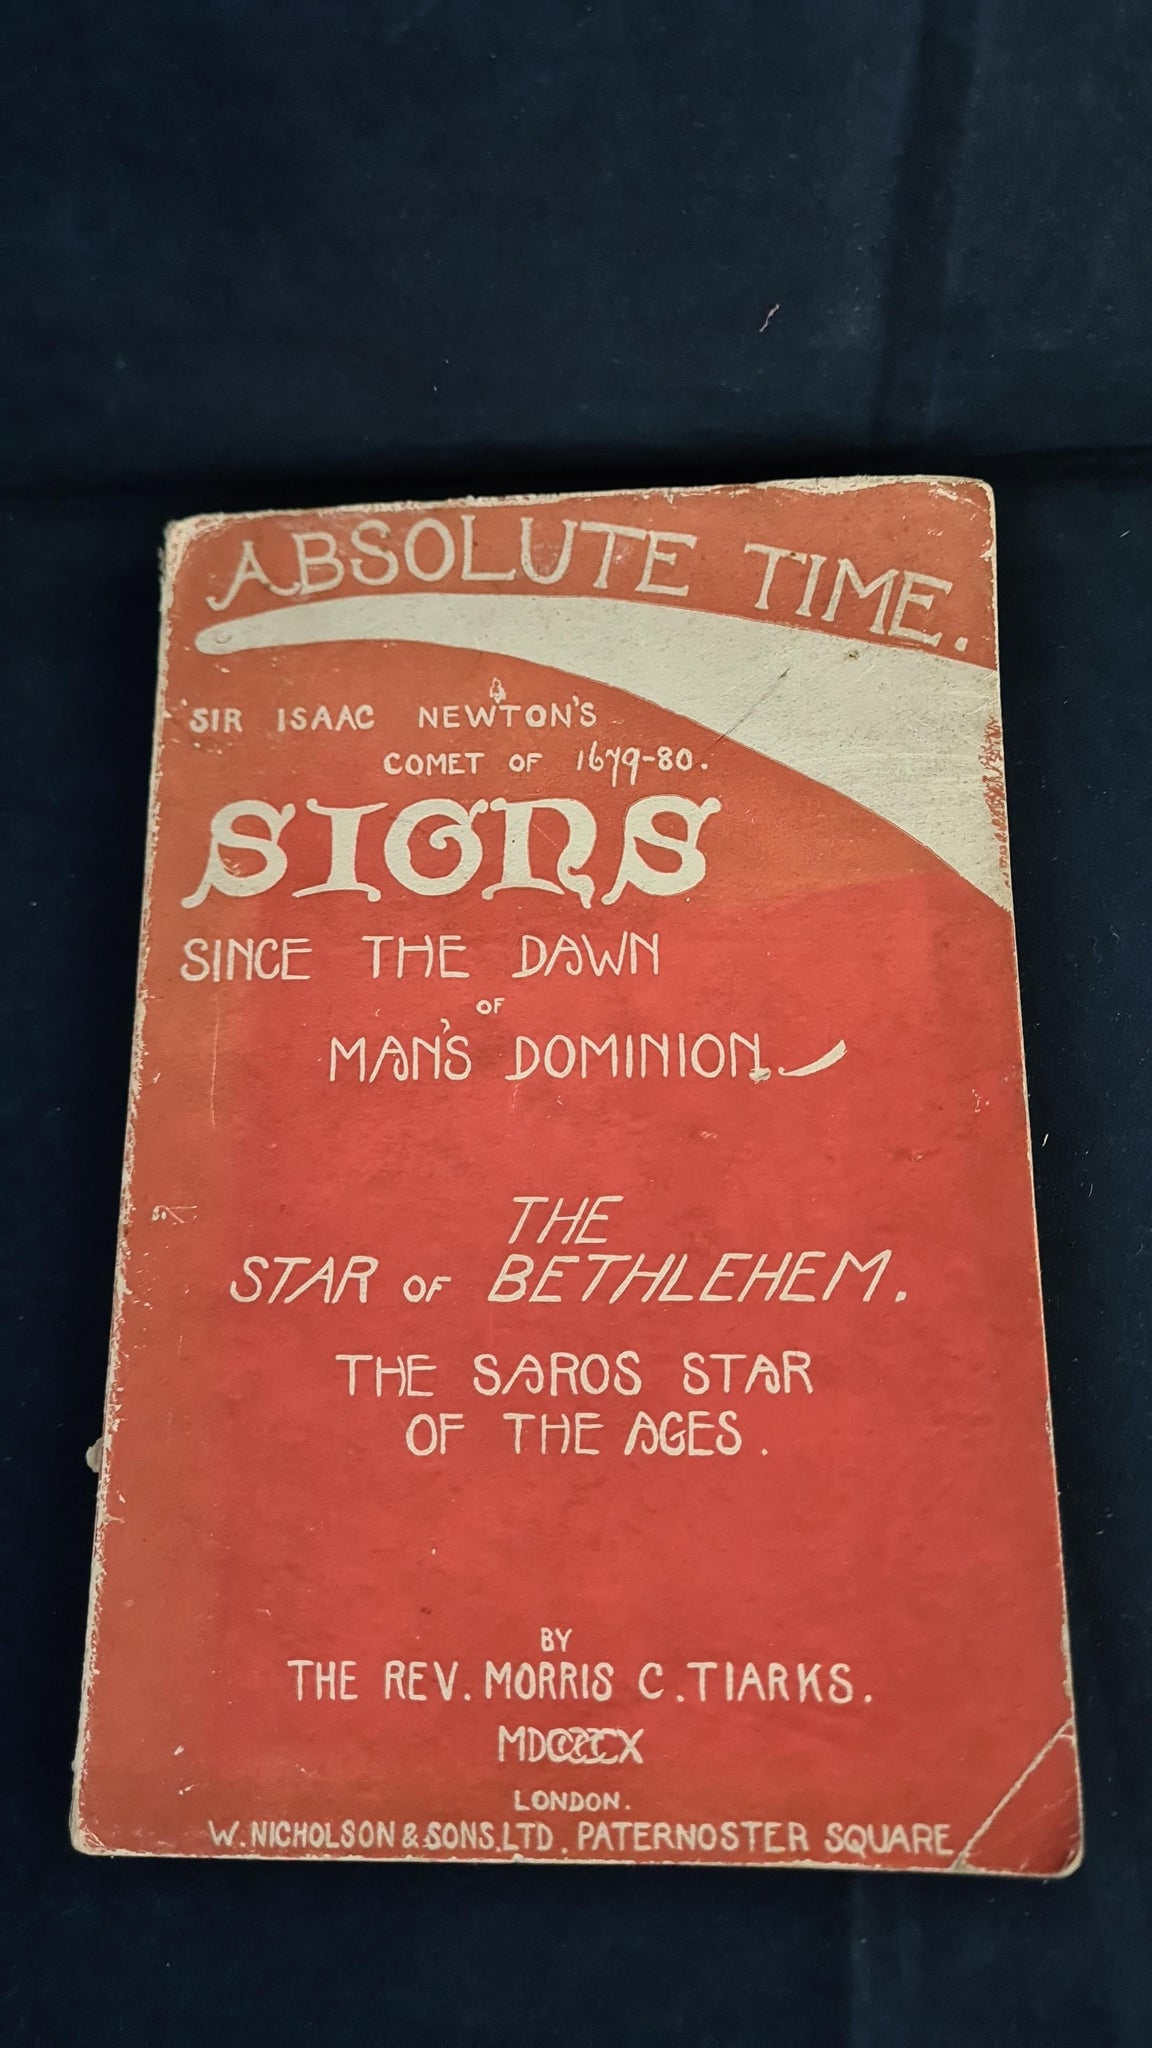 ABSOLUTE TIME.
SIR ISAAC NEWTON'S
COMET OF 1679-80.
SIGNS
SINCE THE DAWN
OF
MAN'S DOMINION.
THE
STAR OF BETHLEHEM.
THE SAROS STAR
OF THE AGES.
BY
THE REV. MORRIS C. TIARKS.
MDCCCCX
LONDON.
W. NICHOLSON & SONS. LTD. PATERNOSTER SQUARE